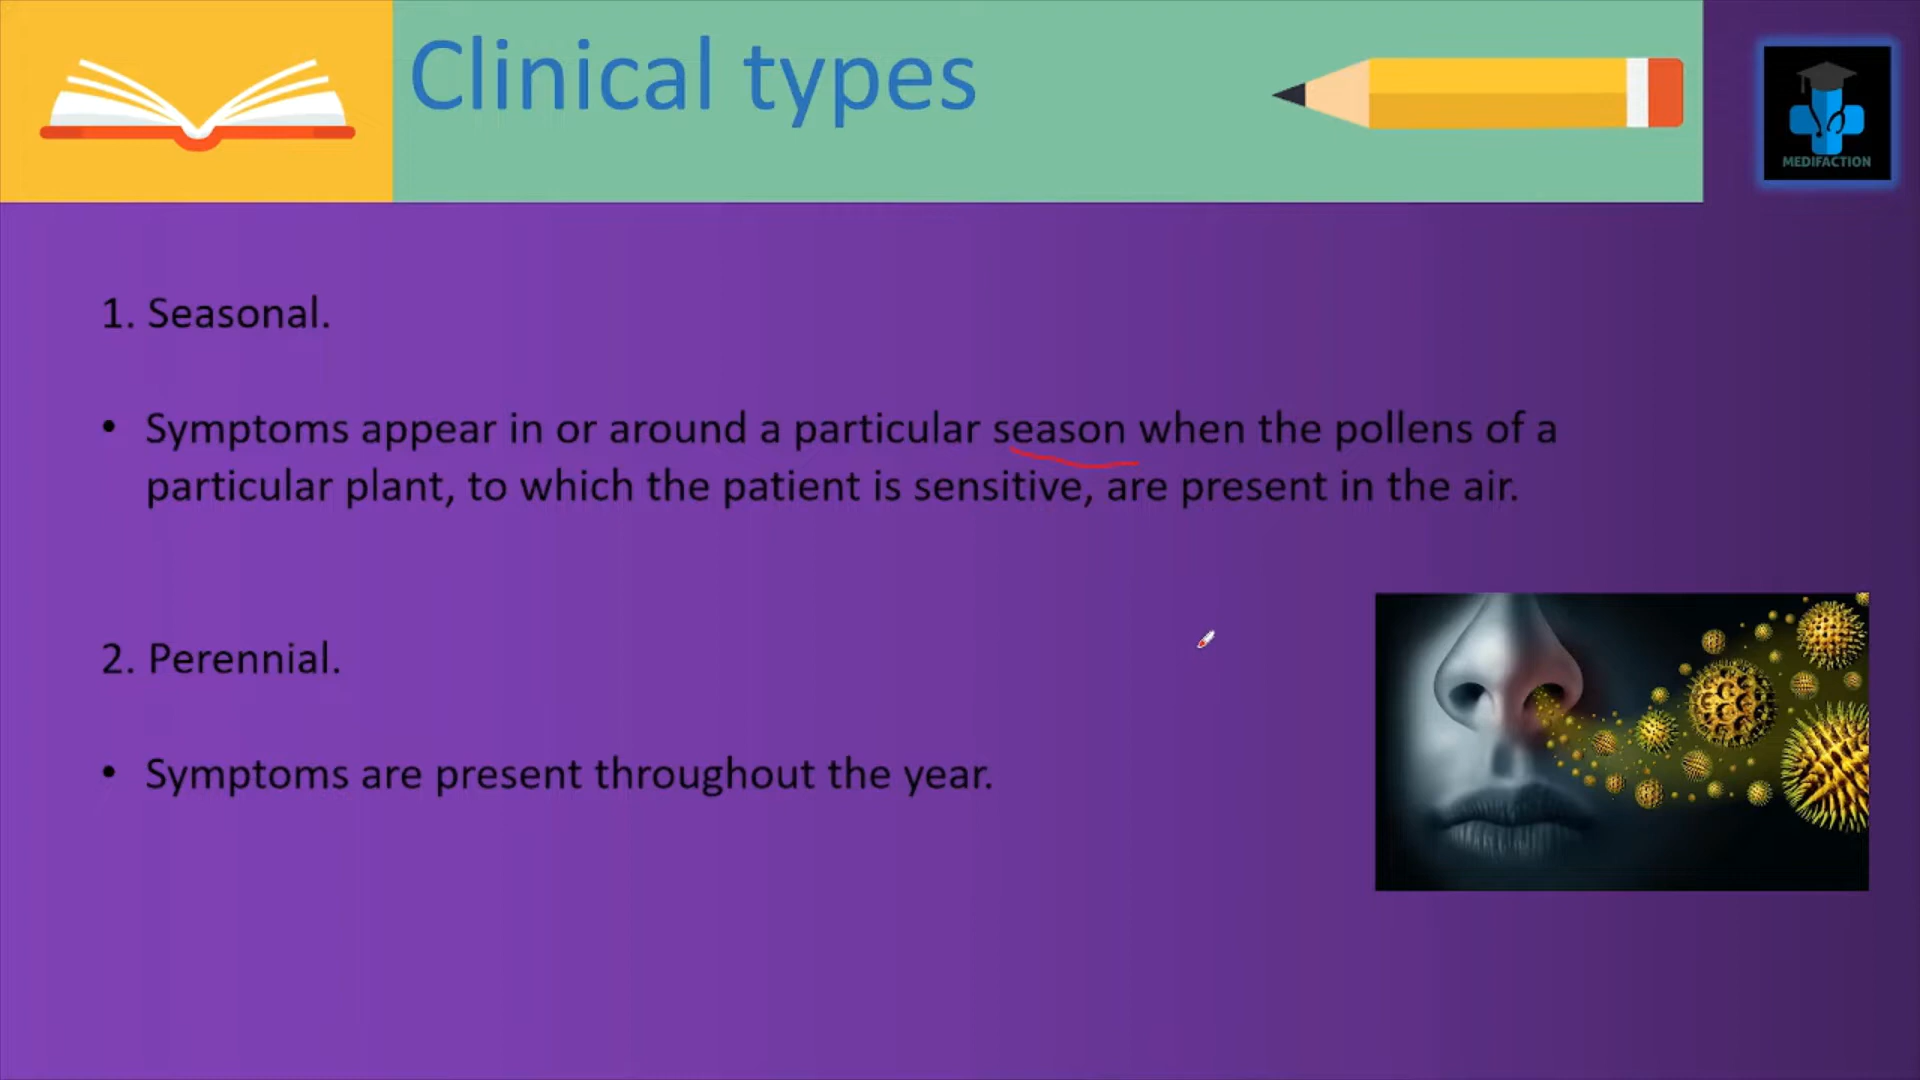 Clinical types
MEDIFACTION
1. Seasonal.
• Symptoms appear in or around a particular season when the pollens of a
particular plant, to which the patient is sensitive, are present in the air.
2. Perennial.
• Symptoms are present throughout the year.